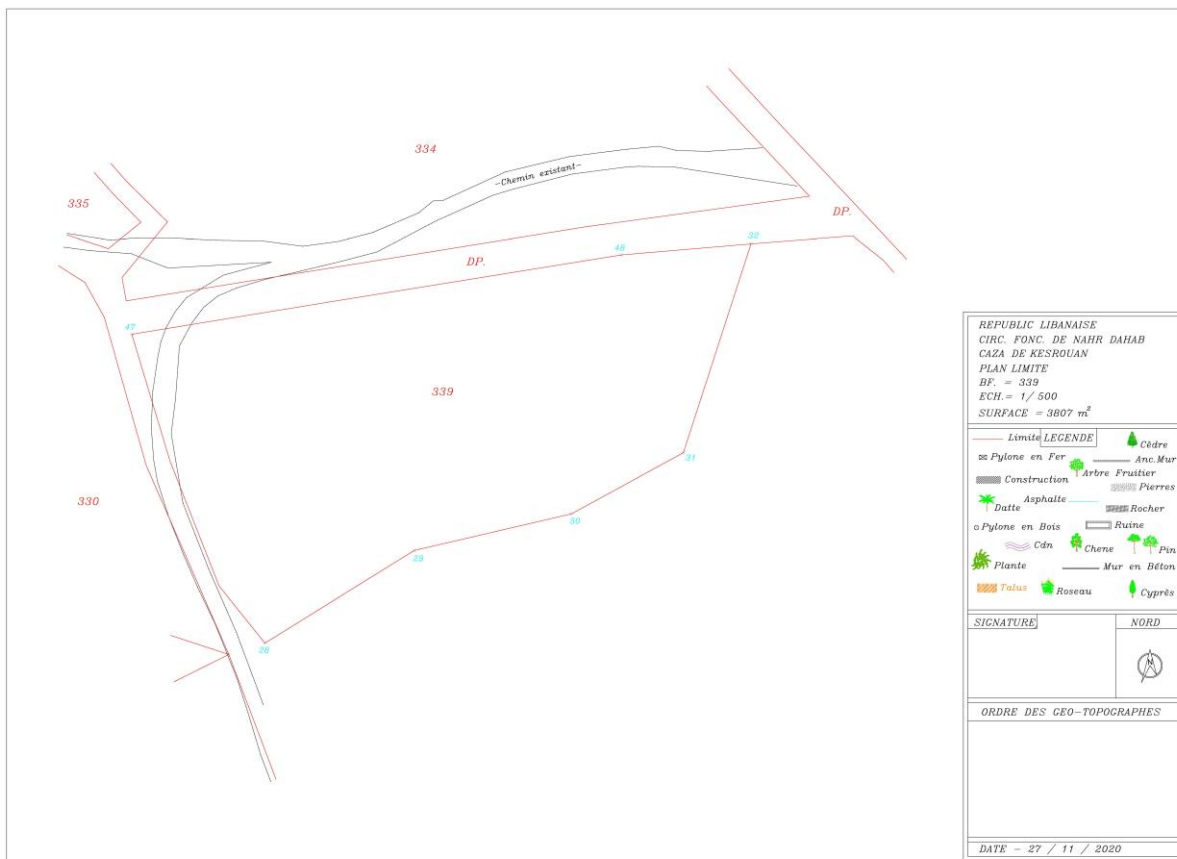 334
-Chemin existant-
335
DP.
32
48
DP.
47
339
31
330
30
29
28
REPUBLIC LIBANAISE
CIRC. FONC. DE NAHR DAHAB
CAZA DE KESROUAN
PLAN LIMITE
BF. = 339
ECH.= 1/ 500
SURFACE = 3807 m²
Limite LEGENDE Cèdre
Pylone en Fer Anc.Mur
Arbre Fruitier
Construction Pierres
Datte Asphalte Rocher
Pylone en Bois Ruine
Cdn Chene Pin
Plante Mur en Béton
Talus Roseau Cyprès
SIGNATURE NORD
N
ORDRE DES GEO-TOPOGRAPHES
DATE - 27 / 11 / 2020